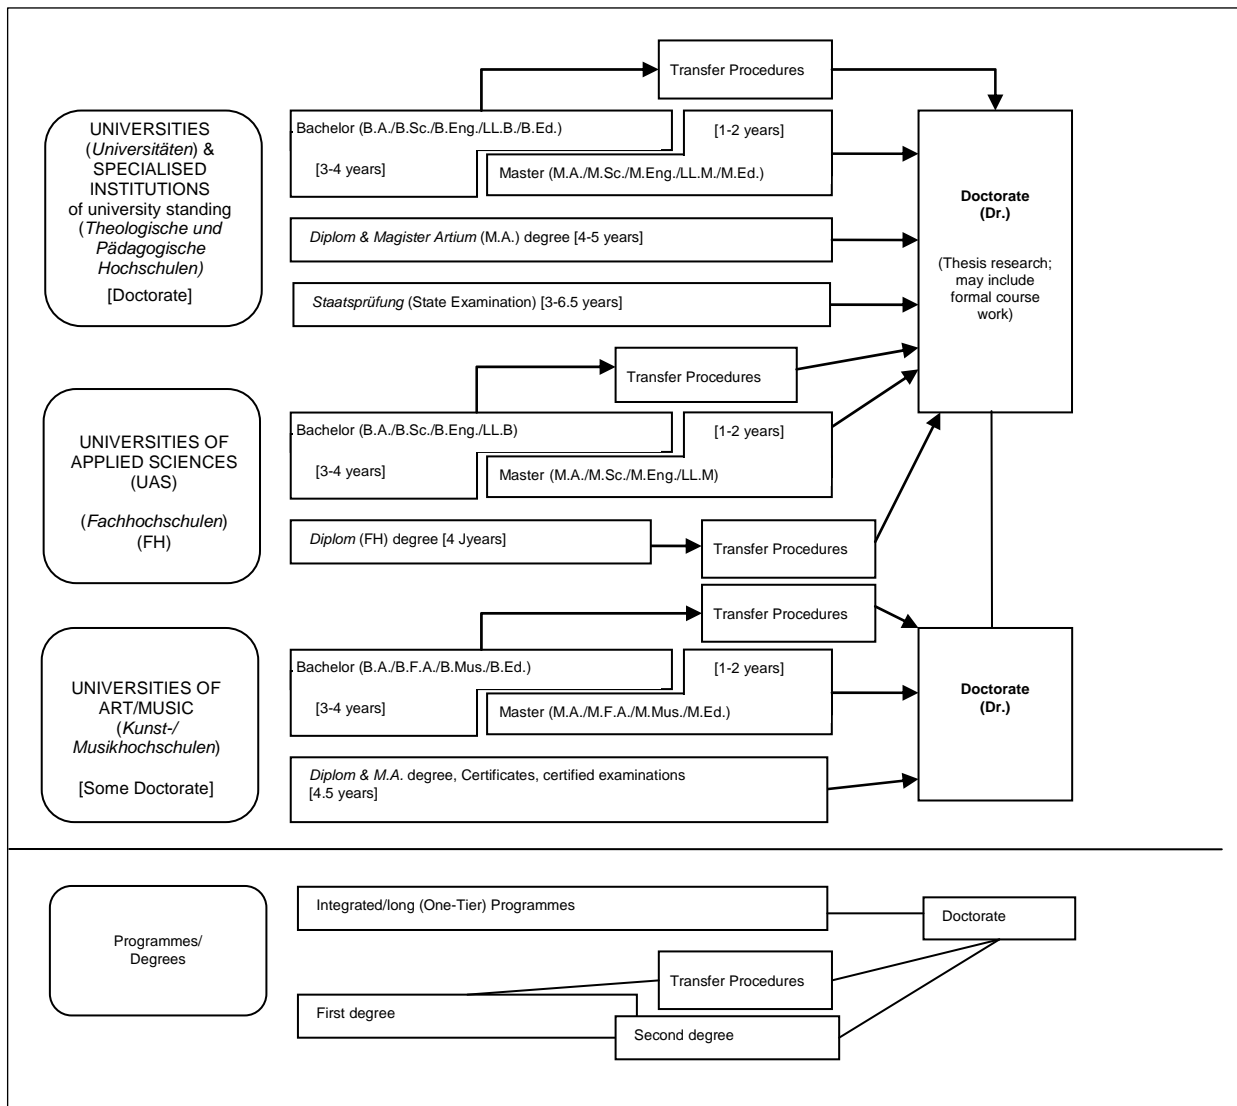 Transfer Procedures
UNIVERSITIES
(Universitäten) &
SPECIALISED
INSTITUTIONS
of university standing
(Theologische und
Pädagogische
Hochschulen)
[Doctorate]
. Bachelor (B.A./B.Sc./B.Eng./LL.B./B.Ed.)
[3-4 years]
[1-2 years]
Master (M.A./M.Sc./M.Eng./LL.M./M.Ed.)
Diplom & Magister Artium (M.A.) degree [4-5 years]
Staatsprüfung (State Examination) [3-6.5 years]
Doctorate
(Dr.)
(Thesis research;
may include
formal course
work)
Transfer Procedures
UNIVERSITIES OF
APPLIED SCIENCES
(UAS)
(Fachhochschulen)
(FH)
. Bachelor (B.A./B.Sc./B.Eng./LL.B)
[3-4 years]
[1-2 years]
Master (M.A./M.Sc./M.Eng./LL.M)
Diplom (FH) degree [4 Jyears]
Transfer Procedures
Transfer Procedures
UNIVERSITIES OF
ART/MUSIC
(Kunst-/
Musikhochschulen)
[Some Doctorate]
. Bachelor (B.A./B.F.A./B.Mus./B.Ed.)
[3-4 years]
[1-2 years]
Master (M.A./M.F.A./M.Mus./M.Ed.)
Diplom & M.A. degree, Certificates, certified examinations
[4.5 years]
Doctorate
(Dr.)
Programmes/
Degrees
Integrated/long (One-Tier) Programmes
Doctorate
Transfer Procedures
First degree
Second degree